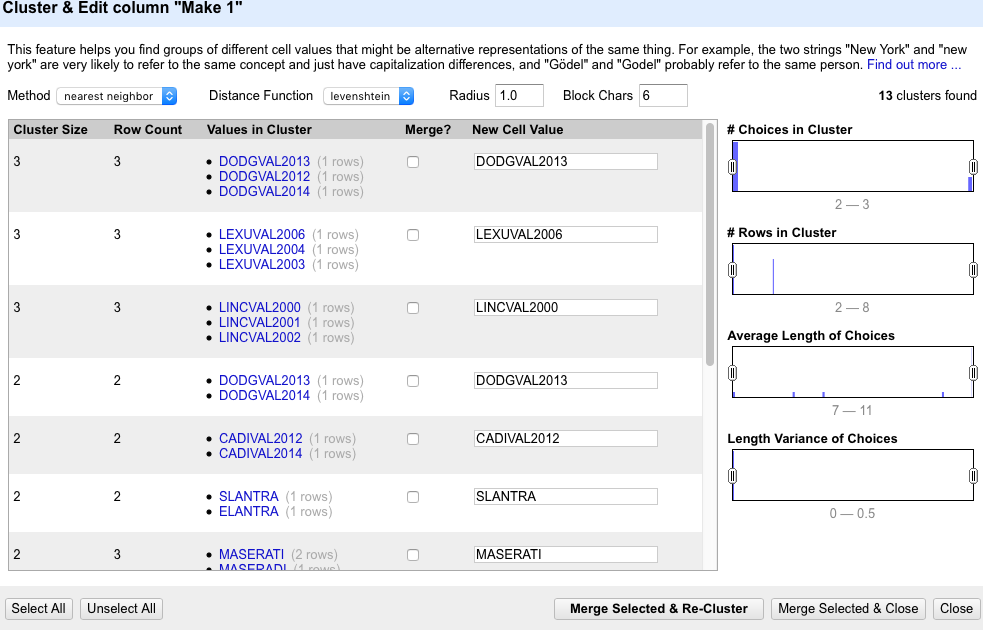 Cluster & Edit column "Make 1"
This feature helps you find groups of different cell values that might be alternative representations of the same thing. For example, the two strings "New York" and "new
york" are very likely to refer to the same concept and just have capitalization differences, and "Gödel" and "Godel" probably refer to the same person. Find out more ...
Method nearest neighbor Distance Function levenshtein Radius 1.0 Block Chars 6 13 clusters found
Cluster Size Row Count Values in Cluster Merge? New Cell Value
3 3 • DODGVAL2013 (1 rows) DODGVAL2013
• DODGVAL2012 (1 rows)
• DODGVAL2014 (1 rows)
3 3 • LEXUVAL2006 (1 rows) LEXUVAL2006
• LEXUVAL2004 (1 rows)
• LEXUVAL2003 (1 rows)
3 3 • LINCVAL2000 (1 rows) LINCVAL2000
• LINCVAL2001 (1 rows)
• LINCVAL2002 (1 rows)
2 2 • DODGVAL2013 (1 rows) DODGVAL2013
• DODGVAL2014 (1 rows)
2 2 • CADIVAL2012 (1 rows) CADIVAL2012
• CADIVAL2014 (1 rows)
2 2 • SLANTRA (1 rows) SLANTRA
• ELANTRA (1 rows)
2 3 • MASERATI (2 rows) MASERATI
• MASERADI (1 rows)
# Choices in Cluster
2 — 3
# Rows in Cluster
2 — 8
Average Length of Choices
7 — 11
Length Variance of Choices
0 — 0.5
Select All Unselect All Merge Selected & Re-Cluster Merge Selected & Close Close